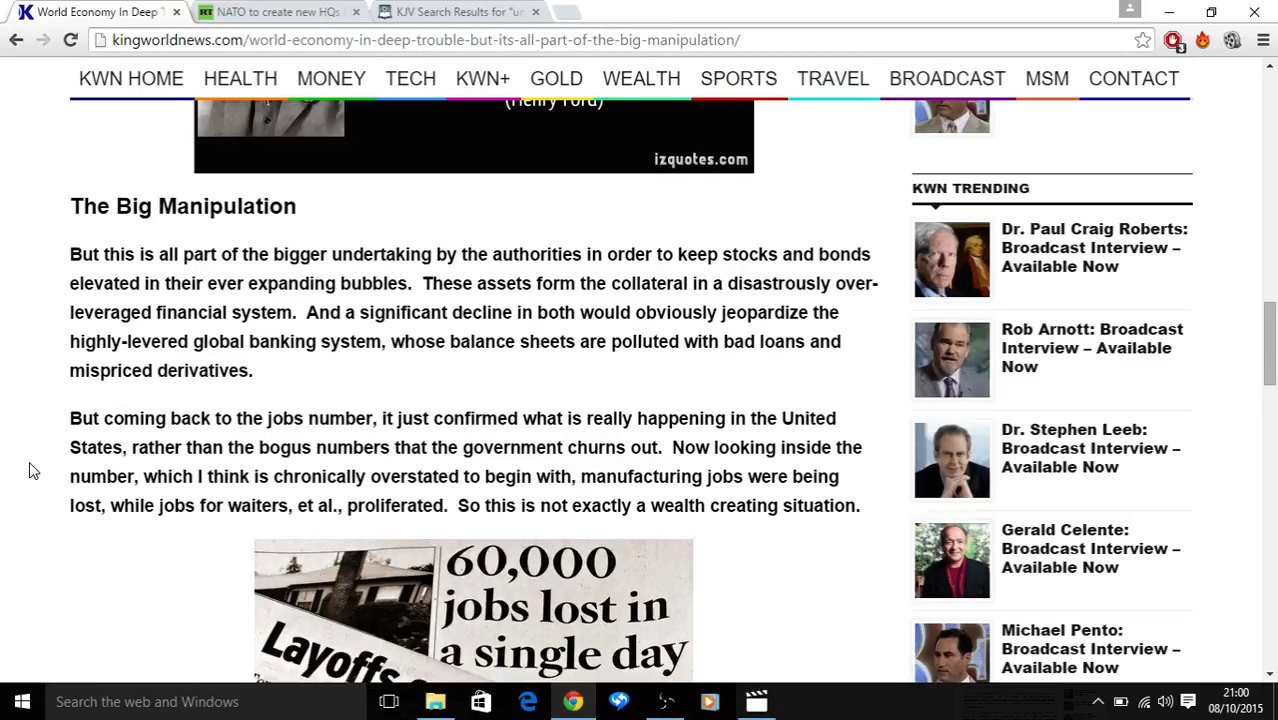 World Economy In Deep T
NATO to create new HQs
KJV Search Results for "un
kingworldnews.com/world-economy-in-deep-trouble-but-its-all-part-of-the-big-manipulation/
3
KWN HOME HEALTH MONEY TECH KWN+ GOLD WEALTH SPORTS TRAVEL BROADCAST MSM CONTACT
(Henry Ford)
izquotes.com
The Big Manipulation
But this is all part of the bigger undertaking by the authorities in order to keep stocks and bonds
elevated in their ever expanding bubbles.  These assets form the collateral in a disastrously over-
leveraged financial system.  And a significant decline in both would obviously jeopardize the
highly-levered global banking system, whose balance sheets are polluted with bad loans and
mispriced derivatives.
But coming back to the jobs number, it just confirmed what is really happening in the United
States, rather than the bogus numbers that the government churns out.  Now looking inside the
number, which I think is chronically overstated to begin with, manufacturing jobs were being
lost, while jobs for waiters, et al., proliferated.  So this is not exactly a wealth creating situation.
60,000
jobs lost in
a single day
Layoffs
KWN TRENDING
Dr. Paul Craig Roberts:
Broadcast Interview –
Available Now
Rob Arnott: Broadcast
Interview – Available
Now
Dr. Stephen Leeb:
Broadcast Interview –
Available Now
Gerald Celente:
Broadcast Interview –
Available Now
Michael Pento:
Broadcast Interview –
Available Now
Search the web and Windows
21:00
08/10/2015